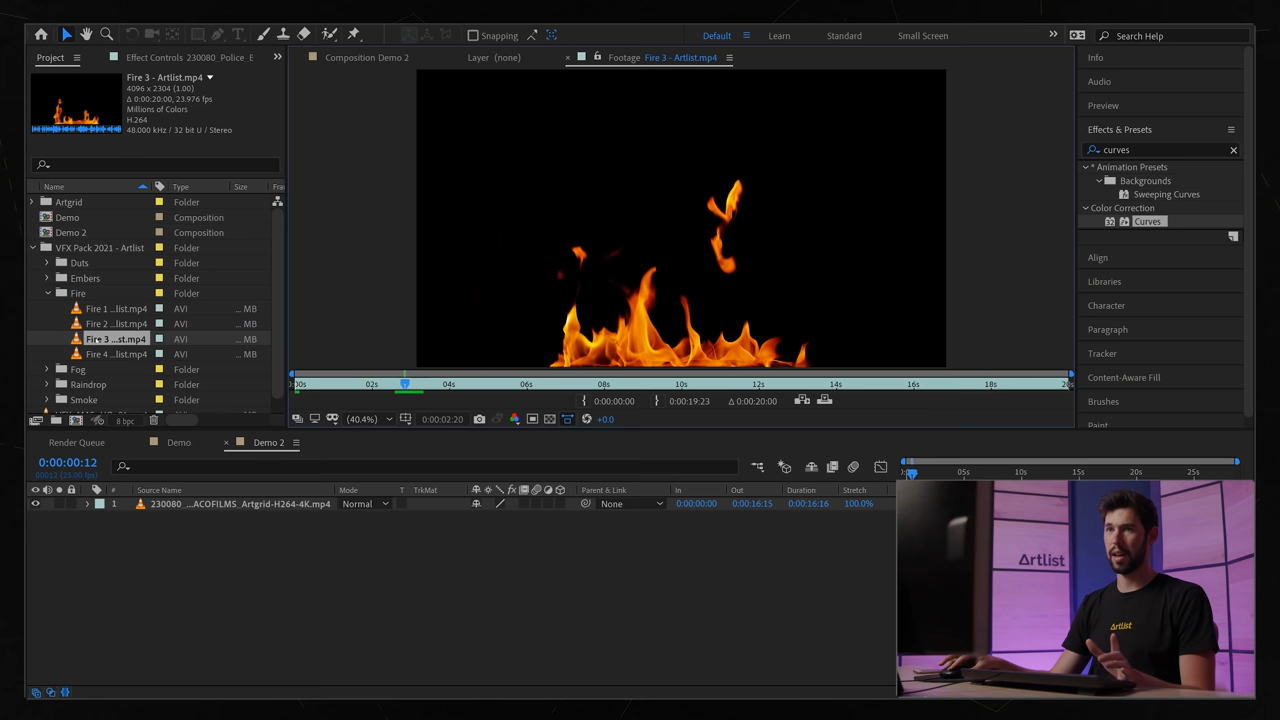 Snapping
Default
Learn
Standard
Small Screen
Search Help
Project
Effect Controls 230080_Police_E
Composition Demo 2
Layer (none)
Footage Fire 3 - Artlist.mp4
Fire 3 - Artlist.mp4
4096 x 2304 (1.00)
Δ 0:00:20:00, 23.976 fps
Millions of Colors
H.264
48.000 kHz / 32 bit U / Stereo
Name Type Size Fra
Artgrid Folder
Demo Composition
Demo 2 Composition
VFX Pack 2021 - Artlist Folder
Duts Folder
Embers Folder
Fire Folder
Fire 1 ...list.mp4 AVI ... MB
Fire 2 ...list.mp4 AVI ... MB
Fire 3 ...st.mp4 AVI ... MB
Fire 4 ...list.mp4 AVI ... MB
Fog Folder
Raindrop Folder
Smoke Folder
8 bpc
:00s 02s 04s 06s 08s 10s 12s 14s 16s 18s 20s
0:00:00:00 0:00:19:23 Δ 0:00:20:00
(40.4%) 0:00:02:20 +0.0
Info
Audio
Preview
Effects & Presets
curves
* Animation Presets
Backgrounds
Sweeping Curves
Color Correction
32 Curves
Align
Libraries
Character
Paragraph
Tracker
Content-Aware Fill
Brushes
Paint
Render Queue
Demo
Demo 2
0:00:00:12
00012 (25.00 fps)
05s 10s 15s 20s 25s
# Source Name Mode T TrkMat Parent & Link In Out Duration Stretch
1 230080_...ACOFILMS_Artgrid-H264-4K.mp4 Normal None 0:00:00:00 0:00:16:15 0:00:16:16 100.0%
Artlist
Artlist